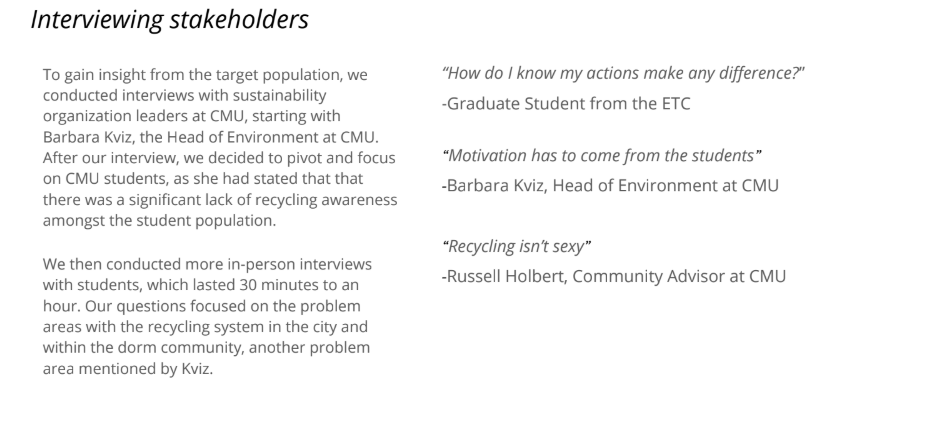 Interviewing stakeholders
To gain insight from the target population, we
conducted interviews with sustainability
organization leaders at CMU, starting with
Barbara Kviz, the Head of Environment at CMU.
After our interview, we decided to pivot and focus
on CMU students, as she had stated that that
there was a significant lack of recycling awareness
amongst the student population.
We then conducted more in-person interviews
with students, which lasted 30 minutes to an
hour. Our questions focused on the problem
areas with the recycling system in the city and
within the dorm community, another problem
area mentioned by Kviz.
“How do I know my actions make any difference?”
-Graduate Student from the ETC
“Motivation has to come from the students”
-Barbara Kviz, Head of Environment at CMU
“Recycling isn’t sexy”
-Russell Holbert, Community Advisor at CMU